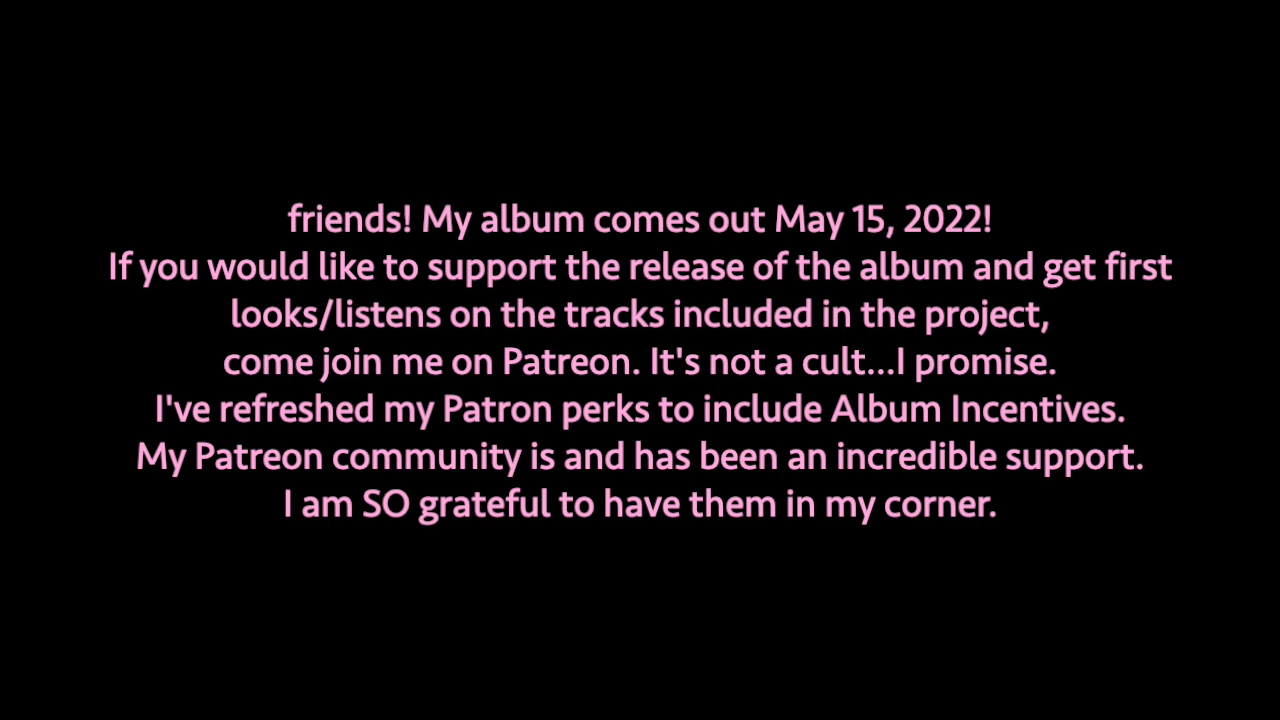 friends! My album comes out May 15, 2022!
If you would like to support the release of the album and get first
looks/listens on the tracks included in the project,
come join me on Patreon. It's not a cult...I promise.
I've refreshed my Patron perks to include Album Incentives.
My Patreon community is and has been an incredible support.
I am SO grateful to have them in my corner.